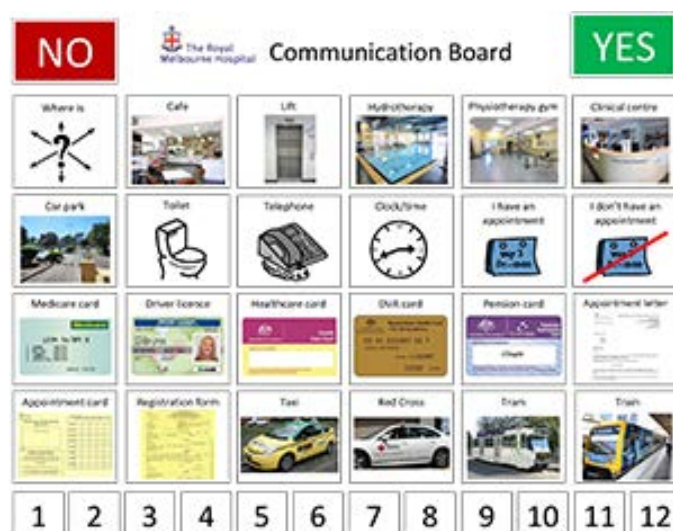 NO
The Royal
Melbourne Hospital
Communication Board
YES
Where is
Cafe
Lift
Hydrotherapy
Physiotherapy gym
Clinical centre
?
Car park
Toilet
Telephone
Clock/time
I have an
appointment
I don't have an
appointment
Medicare card
Driver licence
Healthcare card
DVA card
Pension card
Appointment letter
Medicare
Appointment card
Registration form
Taxi
Red Cross
Tram
Train
1 2 3 4 5 6 7 8 9 10 11 12